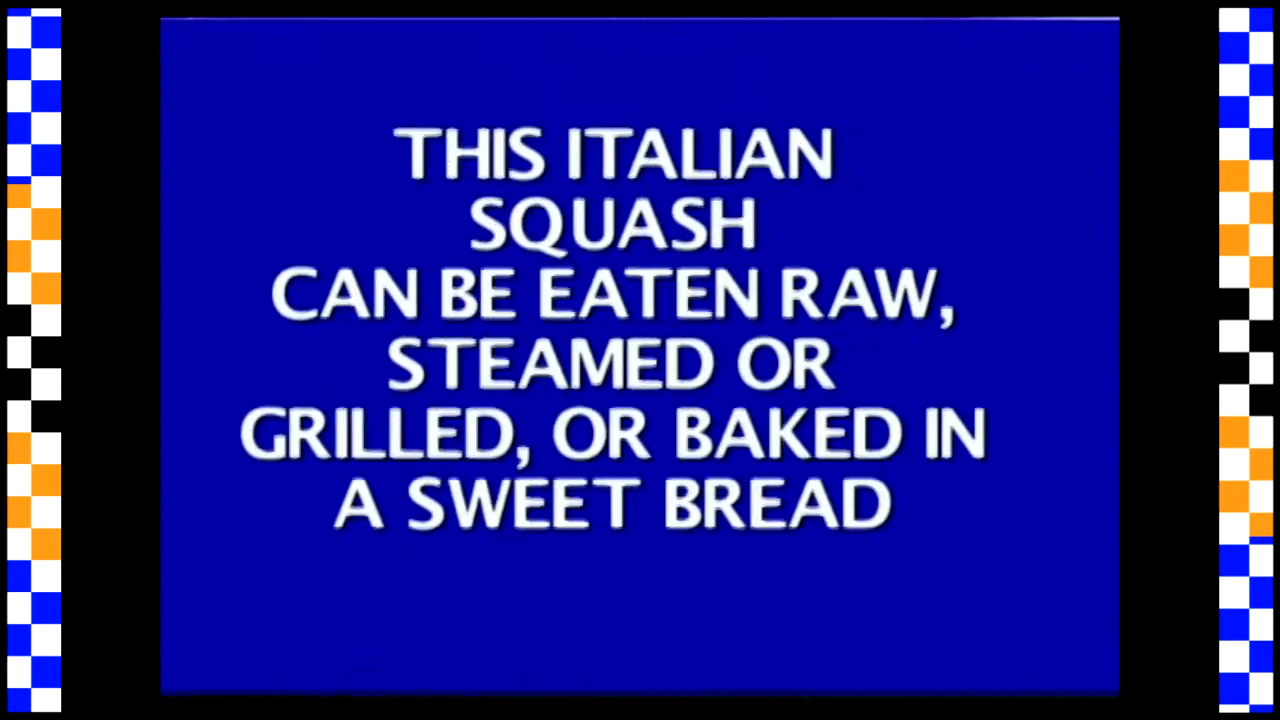 THIS ITALIAN
SQUASH
CAN BE EATEN RAW,
STEAMED OR
GRILLED, OR BAKED IN
A SWEET BREAD